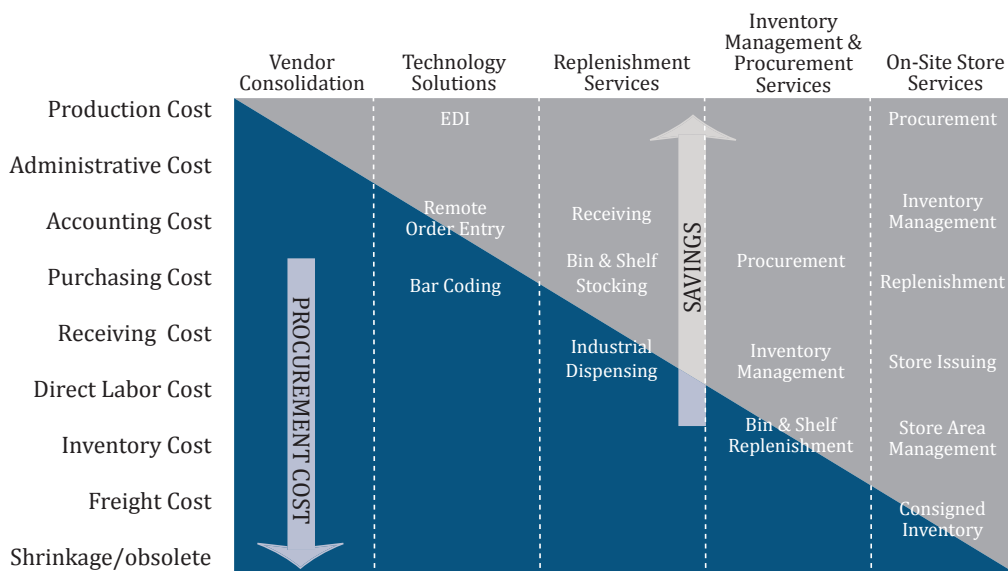 Vendor
Consolidation
Technology
Solutions
Replenishment
Services
Inventory
Management &
Procurement
Services
On-Site Store
Services
Production Cost
Administrative Cost
Accounting Cost
Purchasing Cost
Receiving Cost
Direct Labor Cost
Inventory Cost
Freight Cost
Shrinkage/obsolete
PROCUREMENT COST
EDI
Remote
Order Entry
Bar Coding
Receiving
Bin & Shelf
Stocking
Industrial
Dispensing
SAVINGS
Procurement
Inventory
Management
Bin & Shelf
Replenishment
Procurement
Inventory
Management
Replenishment
Store Issuing
Store Area
Management
Consigned
Inventory